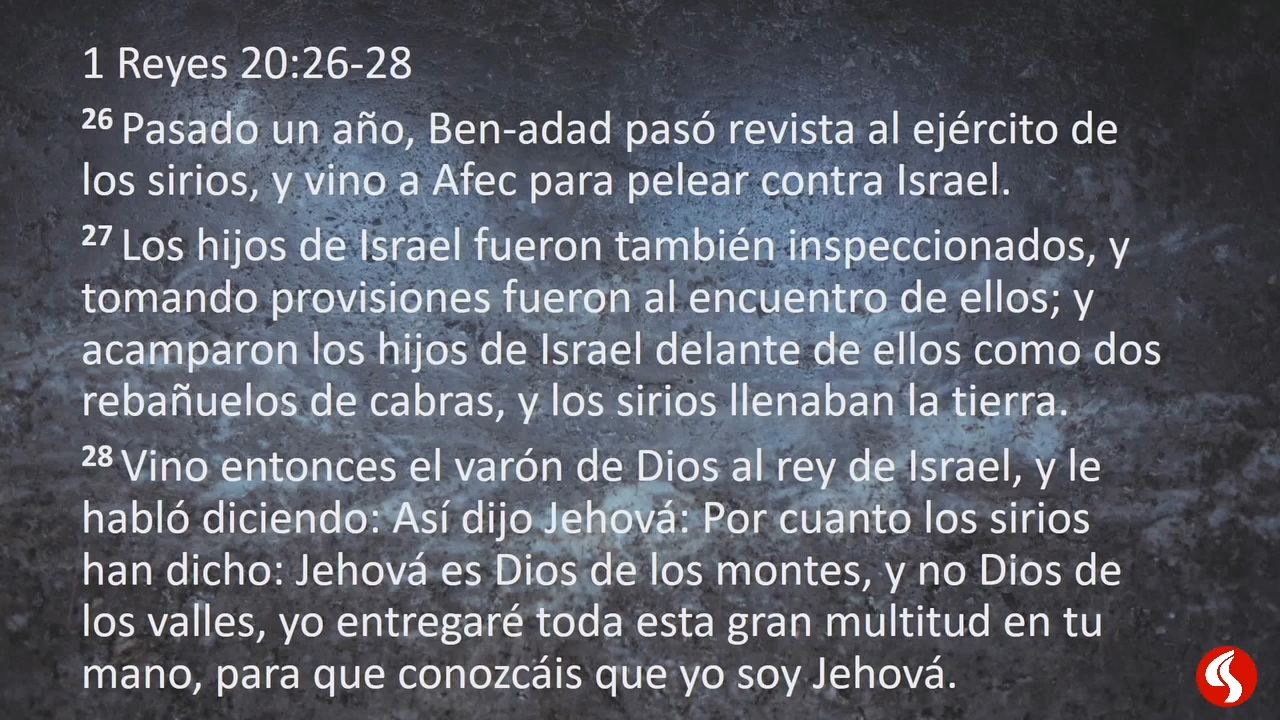 1 Reyes 20:26-28
26 Pasado un año, Ben-adad pasó revista al ejército de
los sirios, y vino a Afec para pelear contra Israel.
27 Los hijos de Israel fueron también inspeccionados, y
tomando provisiones fueron al encuentro de ellos; y
acamparon los hijos de Israel delante de ellos como dos
rebañuelos de cabras, y los sirios llenaban la tierra.
28 Vino entonces el varón de Dios al rey de Israel, y le
habló diciendo: Así dijo Jehová: Por cuanto los sirios
han dicho: Jehová es Dios de los montes, y no Dios de
los valles, yo entregaré toda esta gran multitud en tu
mano, para que conozcáis que yo soy Jehová.